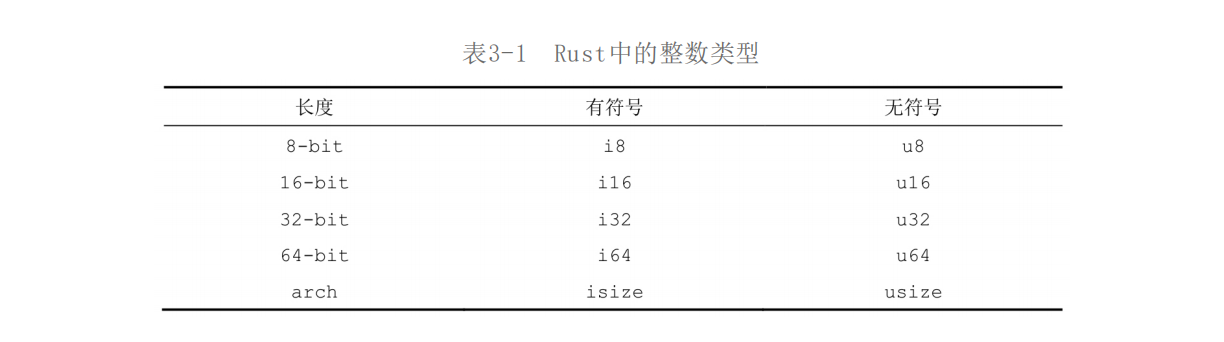 表3-1 Rust中的整数类型
长度 有符号 无符号
8-bit i8 u8
16-bit i16 u16
32-bit i32 u32
64-bit i64 u64
arch isize usize